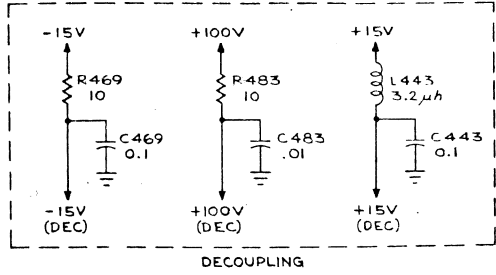 -15V
+100V
+15V
R469
10
R483
10
L443
3.2µh
C469
0.1
C483
.01
C443
0.1
-15V
(DEC)
+100V
(DEC)
+15V
(DEC)
DECOUPLING